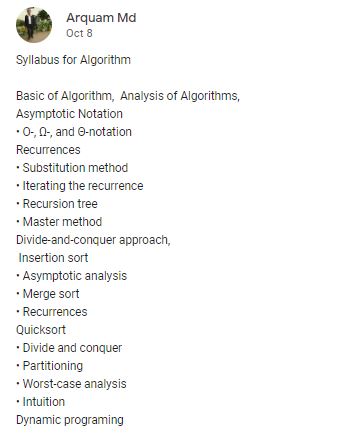 Arquam Md
Oct 8
Syllabus for Algorithm
Basic of Algorithm, Analysis of Algorithms,
Asymptotic Notation
• O-, Ω-, and Θ-notation
Recurrences
• Substitution method
• Iterating the recurrence
• Recursion tree
• Master method
Divide-and-conquer approach,
Insertion sort
• Asymptotic analysis
• Merge sort
• Recurrences
Quicksort
• Divide and conquer
• Partitioning
• Worst-case analysis
• Intuition
Dynamic programing